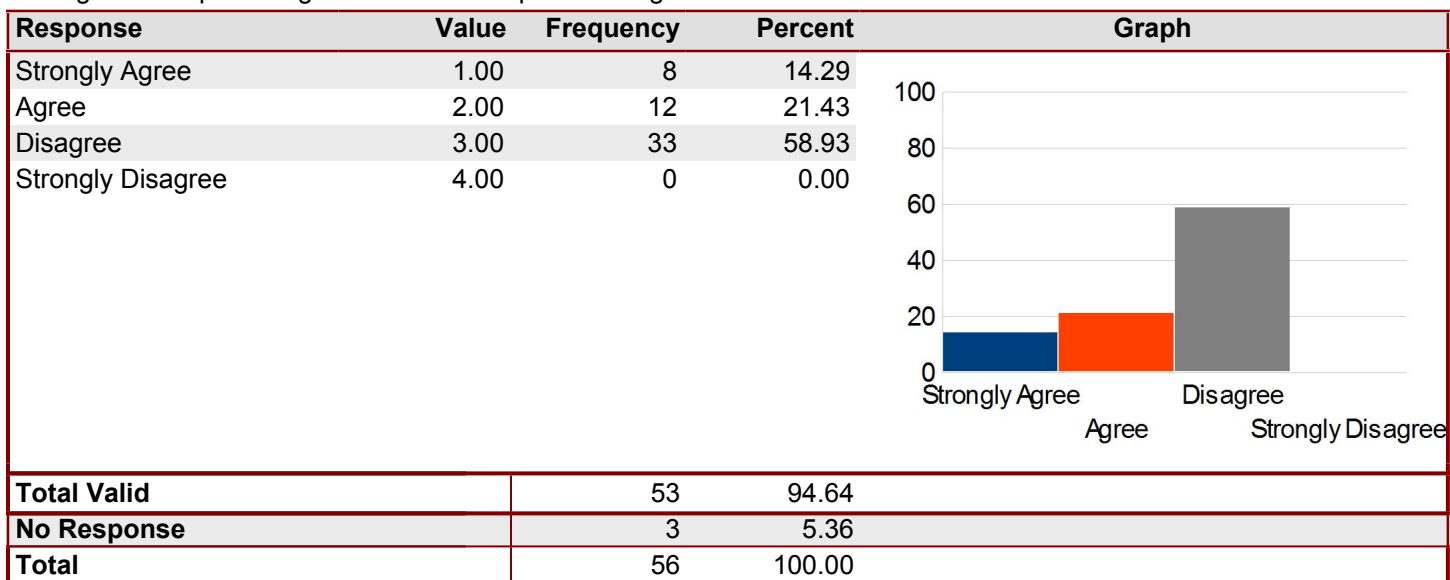 Response Value Frequency Percent Graph
Strongly Agree 1.00 8 14.29
Agree 2.00 12 21.43
Disagree 3.00 33 58.93
Strongly Disagree 4.00 0 0.00
100
80
60
40
20
0
Strongly Agree Disagree
Agree Strongly Disagree
Total Valid 53 94.64
No Response 3 5.36
Total 56 100.00